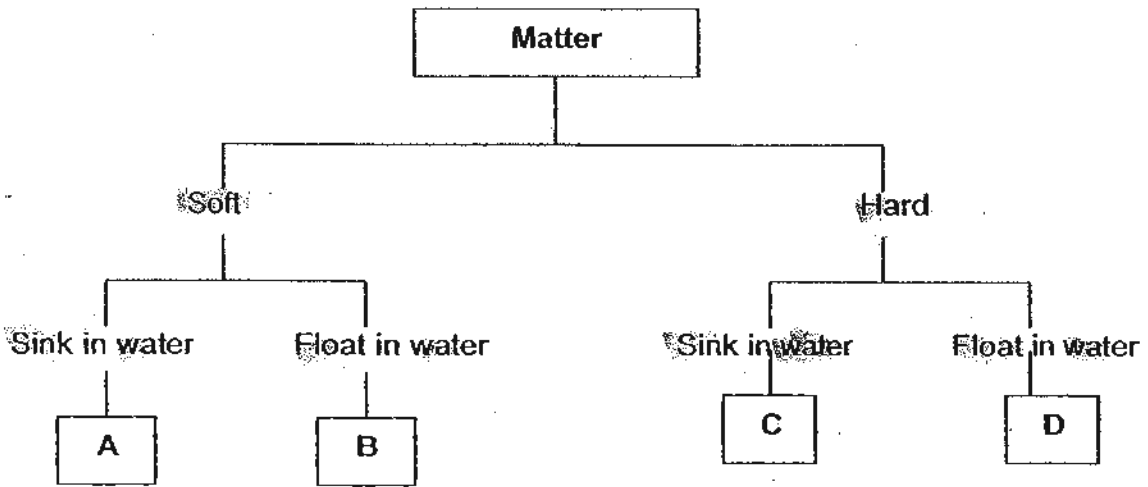 Matter
Soft
Hard
Sink in water
Float in water
Sink in water
Float in water
A
B
C
D